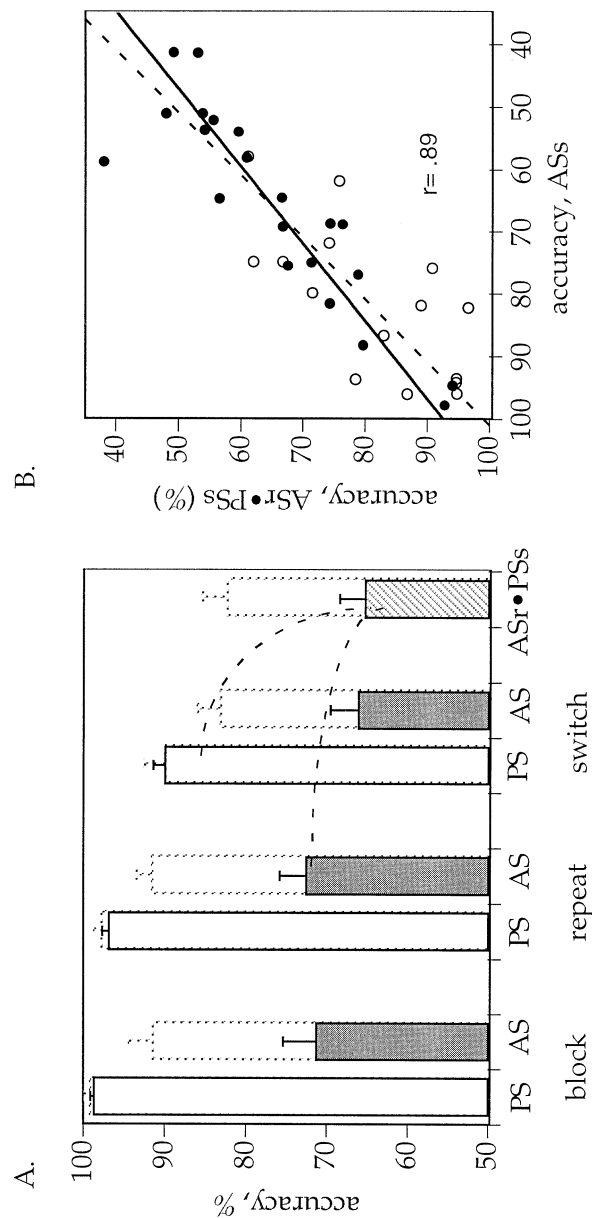 A.
accuracy, %
100
90
80
70
60
50
PS AS PS AS PS AS ASr•PSs
block repeat switch
B.
accuracy, ASr•PSs (%)
40
50
60
70
80
90
100
r= .89
100 90 80 70 60 50 40
accuracy, ASs